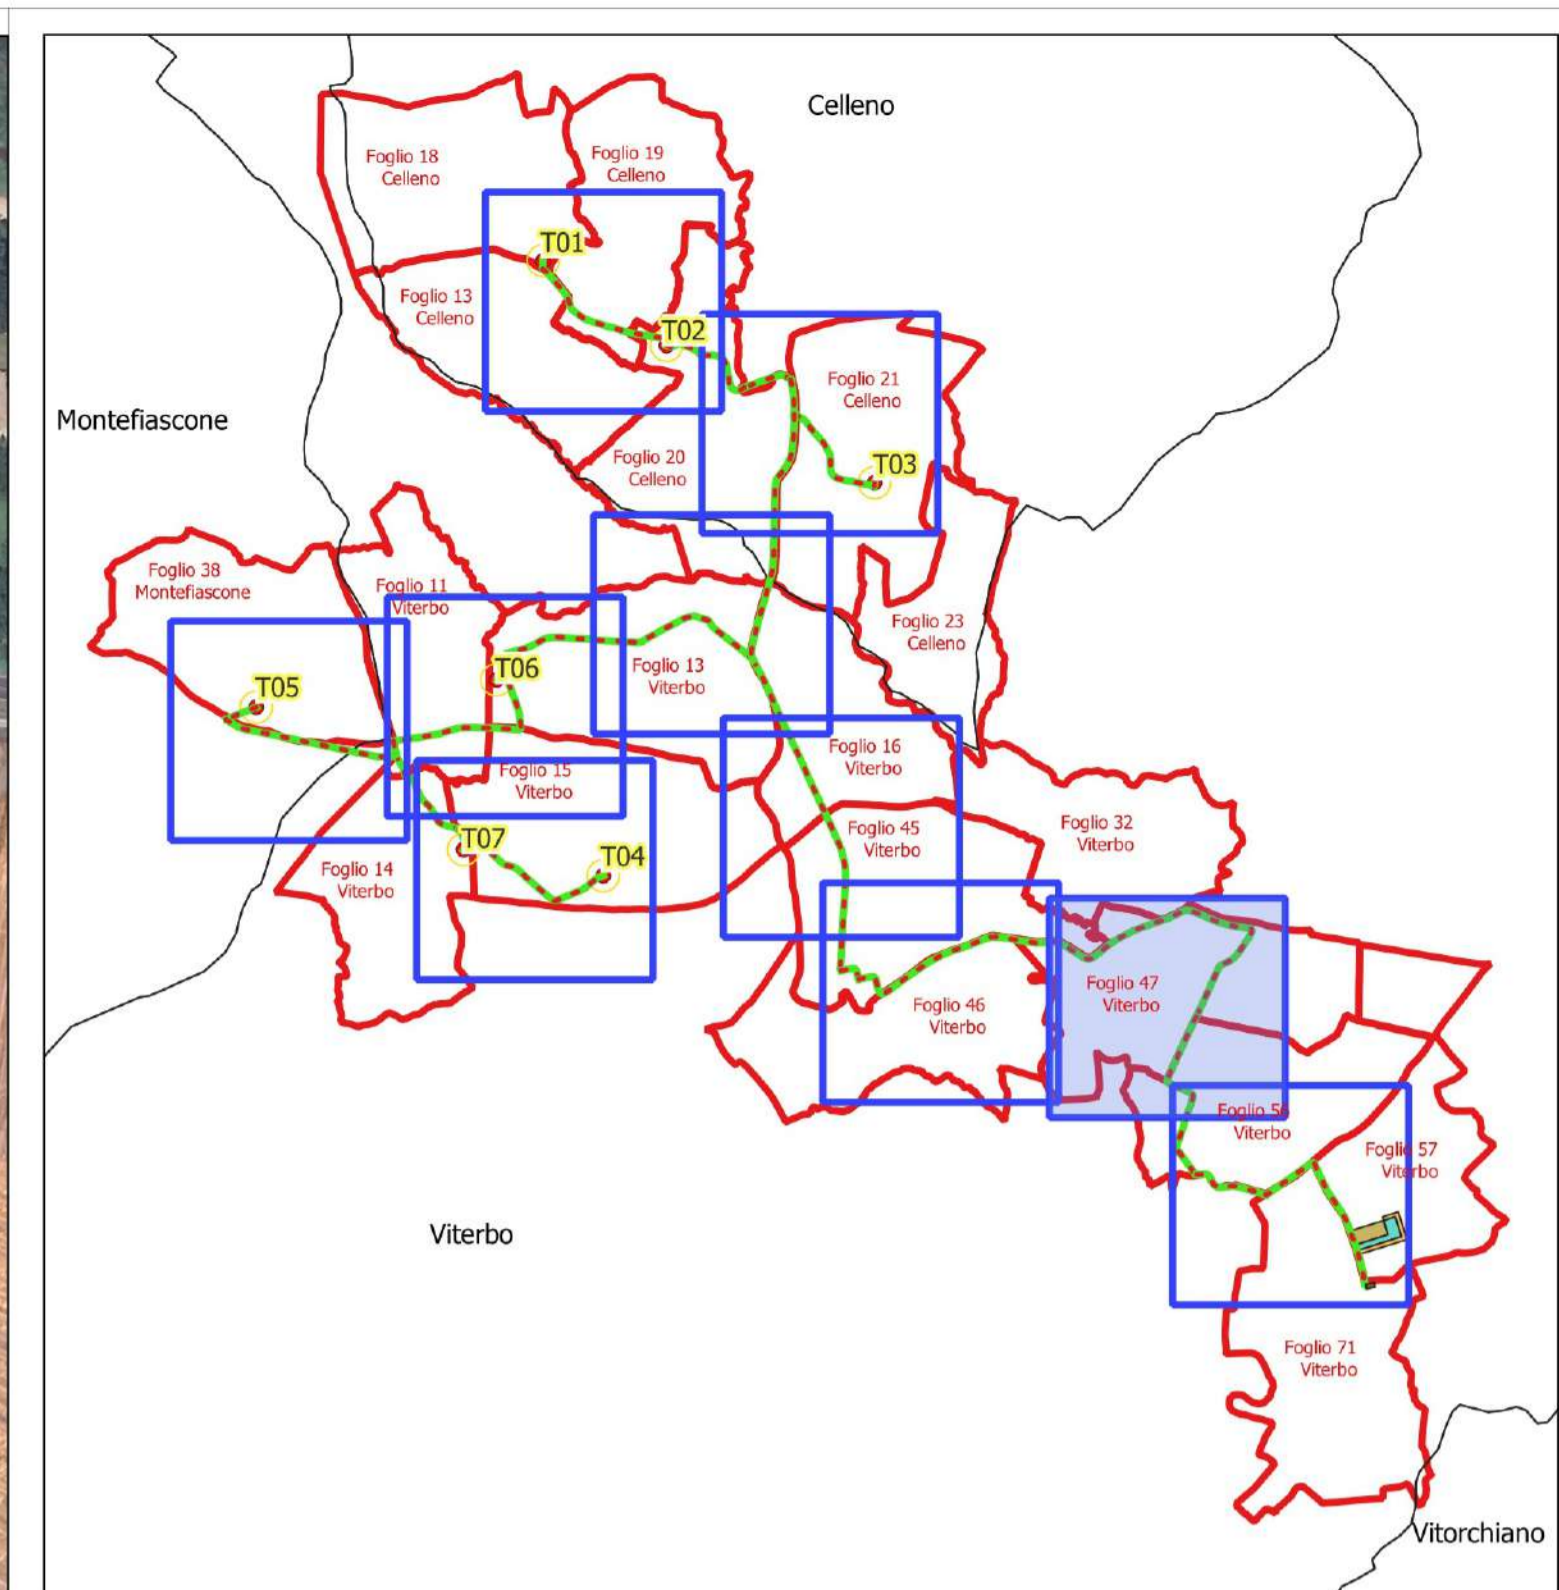 Celleno
Foglio 18
Celleno
Foglio 19
Celleno
T01
Foglio 13
Celleno
T02
Foglio 21
Celleno
Montefiascone
Foglio 20
Celleno
T03
Foglio 38
Montefiascone
Foglio 11
Viterbo
Foglio 23
Celleno
T06
Foglio 13
Viterbo
T05
Foglio 16
Viterbo
Foglio 15
Viterbo
Foglio 45
Viterbo
Foglio 32
Viterbo
T07
T04
Foglio 14
Viterbo
Foglio 47
Viterbo
Foglio 46
Viterbo
Foglio 56
Viterbo
Foglio 57
Viterbo
Viterbo
Foglio 71
Viterbo
Vitorchiano